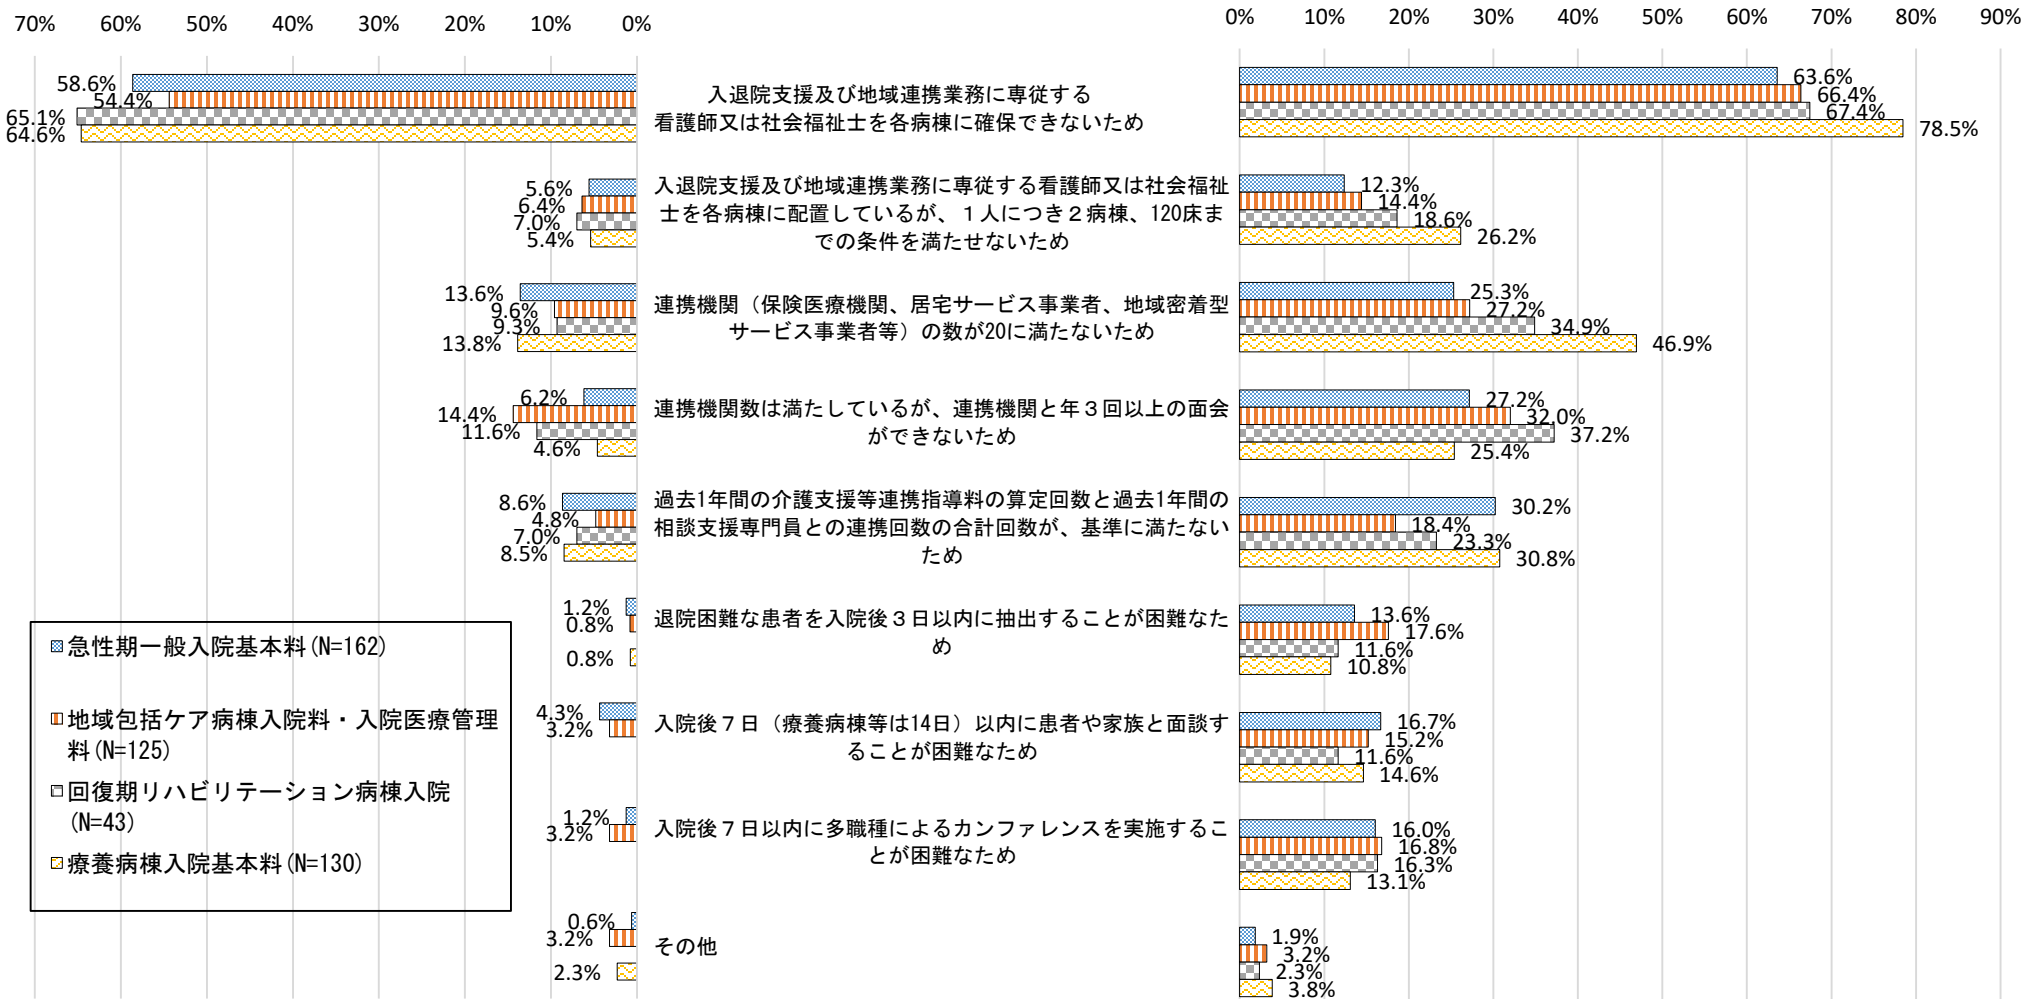 70% 60% 50% 40% 30% 20% 10% 0%
0% 10% 20% 30% 40% 50% 60% 70% 80% 90%
58.6%
54.4%
65.1%
64.6%
入退院支援及び地域連携業務に専従する
看護師又は社会福祉士を各病棟に確保できないため
63.6%
66.4%
67.4%
78.5%
5.6%
6.4%
7.0%
5.4%
入退院支援及び地域連携業務に専従する看護師又は社会福祉
士を各病棟に配置しているが、１人につき２病棟、120床ま
での条件を満たせないため
12.3%
14.4%
18.6%
26.2%
13.6%
9.6%
9.3%
13.8%
連携機関（保険医療機関、居宅サービス事業者、地域密着型
サービス事業者等）の数が20に満たないため
25.3%
27.2%
34.9%
46.9%
6.2%
14.4%
11.6%
4.6%
連携機関数は満たしているが、連携機関と年３回以上の面会
ができないため
27.2%
32.0%
37.2%
25.4%
8.6%
4.8%
7.0%
8.5%
過去1年間の介護支援等連携指導料の算定回数と過去1年間の
相談支援専門員との連携回数の合計回数が、基準に満たない
ため
30.2%
18.4%
23.3%
30.8%
1.2%
0.8%
0.8%
退院困難な患者を入院後３日以内に抽出することが困難なた
め
13.6%
17.6%
11.6%
10.8%
4.3%
3.2%
入院後７日（療養病棟等は14日）以内に患者や家族と面談す
ることが困難なため
16.7%
15.2%
11.6%
14.6%
1.2%
3.2%
入院後７日以内に多職種によるカンファレンスを実施するこ
とが困難なため
16.0%
16.8%
16.3%
13.1%
0.6%
3.2%
2.3%
その他
1.9%
3.2%
2.3%
3.8%
急性期一般入院基本料(N=162)
地域包括ケア病棟入院料・入院医療管理
料(N=125)
回復期リハビリテーション病棟入院
(N=43)
療養病棟入院基本料(N=130)